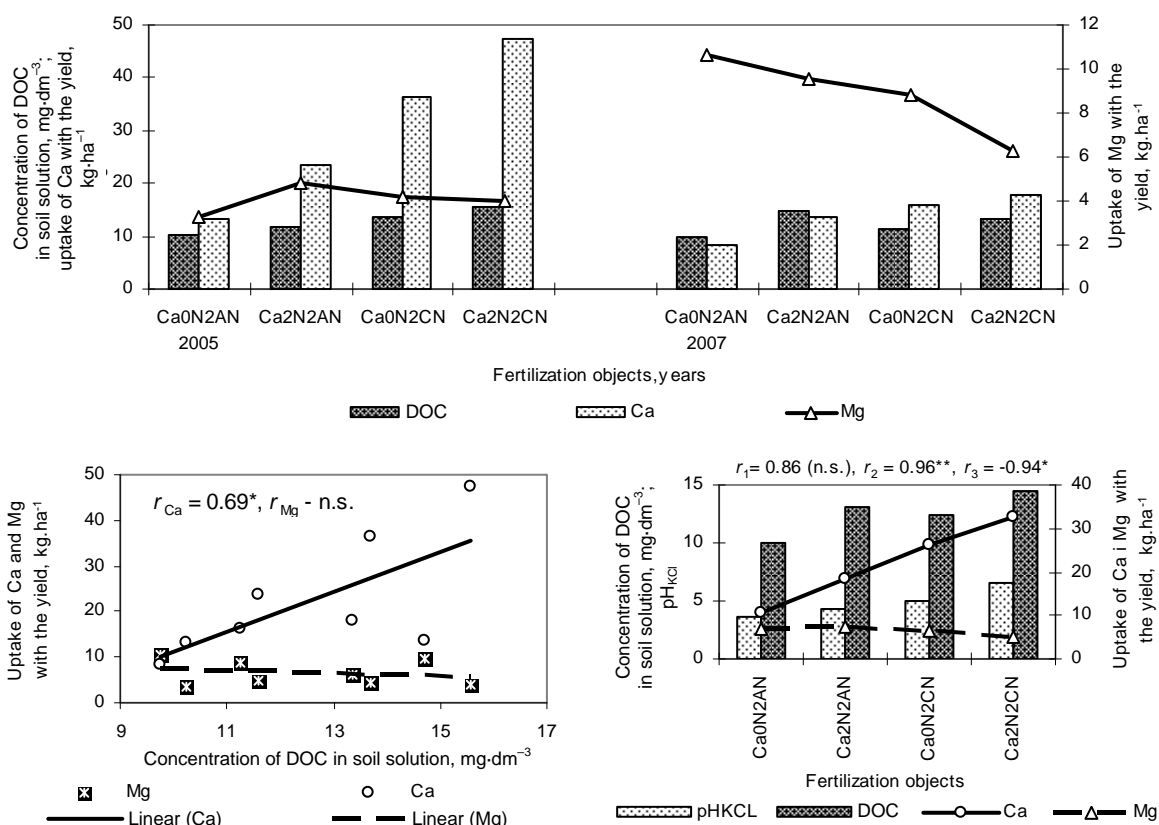 Concentration of DOC
in soil solution, mg·dm⁻³;
uptake of Ca with the yield,
kg·ha⁻¹
50
40
30
20
10
0
12
10
8
6
4
2
0
Uptake of Mg with the
yield, kg.ha⁻¹
Ca0N2AN Ca2N2AN Ca0N2CN Ca2N2CN Ca0N2AN Ca2N2AN Ca0N2CN Ca2N2CN
2005 2007
Fertilization objects,years
DOC Ca Mg
Uptake of Ca and Mg
with the yield, kg.ha⁻¹
50
40
30
20
10
0
r Ca = 0.69*, r Mg - n.s.
9 11 13 15 17
Concentration of DOC in soil solution, mg·dm⁻³
Mg Ca
Linear (Ca) Linear (Mg)
r₁= 0.86 (n.s.), r₂ = 0.96**, r₃ = -0.94*
Concentration of DOC
in soil solution, mg·dm⁻³;
pH KCl
15
10
5
0
40
30
20
10
0
Uptake of Ca i Mg with
the yield, kg.ha⁻¹
Ca0N2AN Ca2N2AN Ca0N2CN Ca2N2CN
Fertilization objects
pHKCL DOC Ca Mg